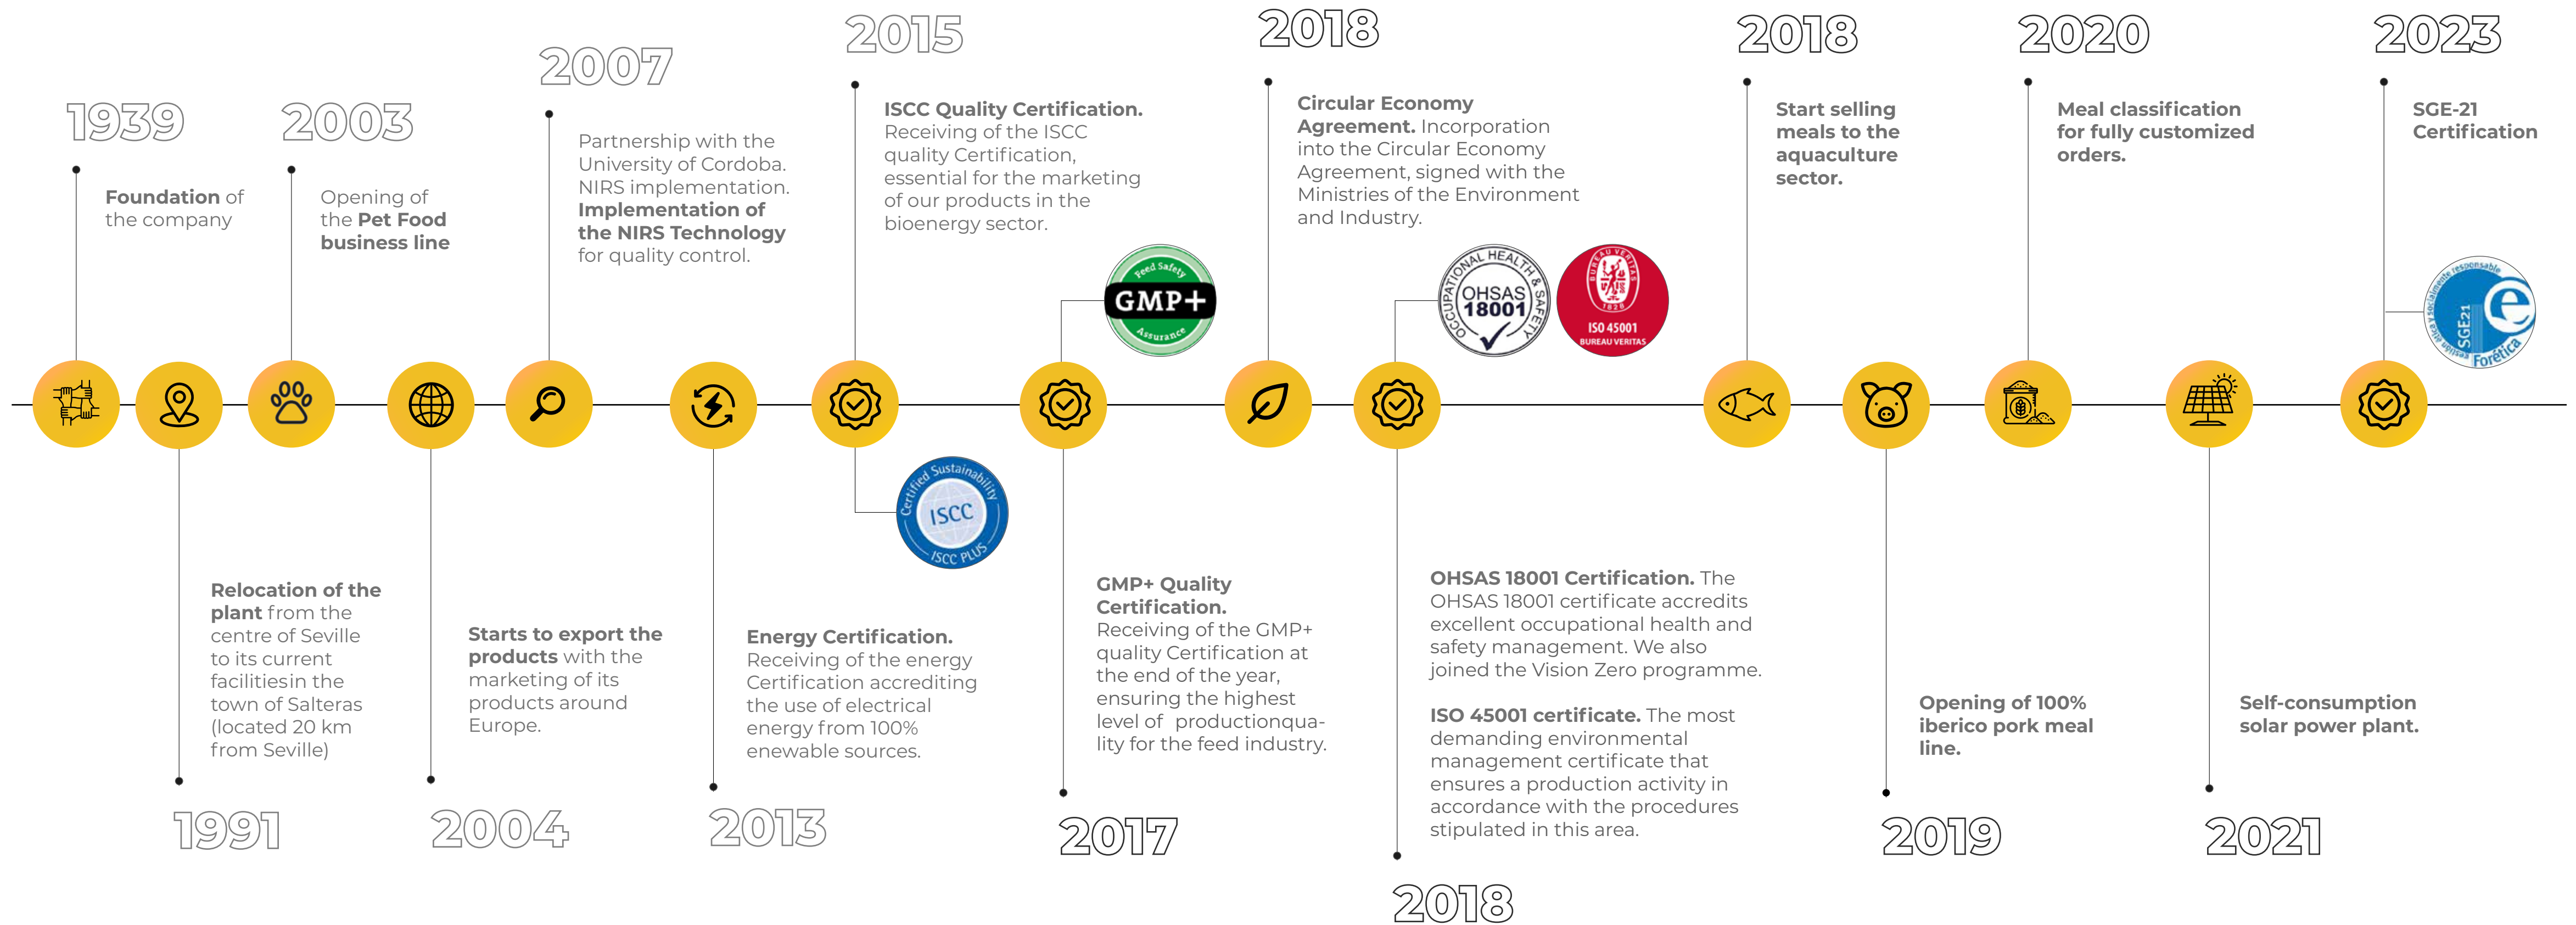 1939
Foundation of
the company
1991
Relocation of the
plant from the
centre of Seville
to its current
facilitiesin the
town of Salteras
(located 20 km
from Seville)
2003
Opening of
the Pet Food
business line
2004
Starts to export the
products with the
marketing of its
products around
Europe.
2007
Partnership with the
University of Cordoba.
NIRS implementation.
Implementation of
the NIRS Technology
for quality control.
2013
Energy Certification.
Receiving of the energy
Certification accrediting
the use of electrical
energy from 100%
enewable sources.
2015
ISCC Quality Certification.
Receiving of the ISCC
quality Certification,
essential for the marketing
of our products in the
bioenergy sector.
Certified Sustainability
ISCC
ISCC PLUS
2017
GMP+ Quality
Certification.
Receiving of the GMP+
quality Certification at
the end of the year,
ensuring the highest
level of  productionqua-
lity for the feed industry.
Feed Safety
GMP+
Assurance
2018
Circular Economy
Agreement. Incorporation
into the Circular Economy
Agreement, signed with the
Ministries of the Environment
and Industry.
2018
OHSAS 18001 Certification. The
OHSAS 18001 certificate accredits
excellent occupational health and
safety management. We also
joined the Vision Zero programme.
ISO 45001 certificate. The most
demanding environmental
management certificate that
ensures a production activity in
accordance with the procedures
stipulated in this area.
OCCUPATIONAL HEALTH & SAFETY
OHSAS
18001
BUREAU VERITAS
1828
ISO 45001
BUREAU VERITAS
2018
Start selling
meals to the
aquaculture
sector.
2019
Opening of 100%
iberico pork meal
line.
2020
Meal classification
for fully customized
orders.
2021
Self-consumption
solar power plant.
2023
SGE-21
Certification
gestión ética y socialmente responsable
SGE21
e
Forética